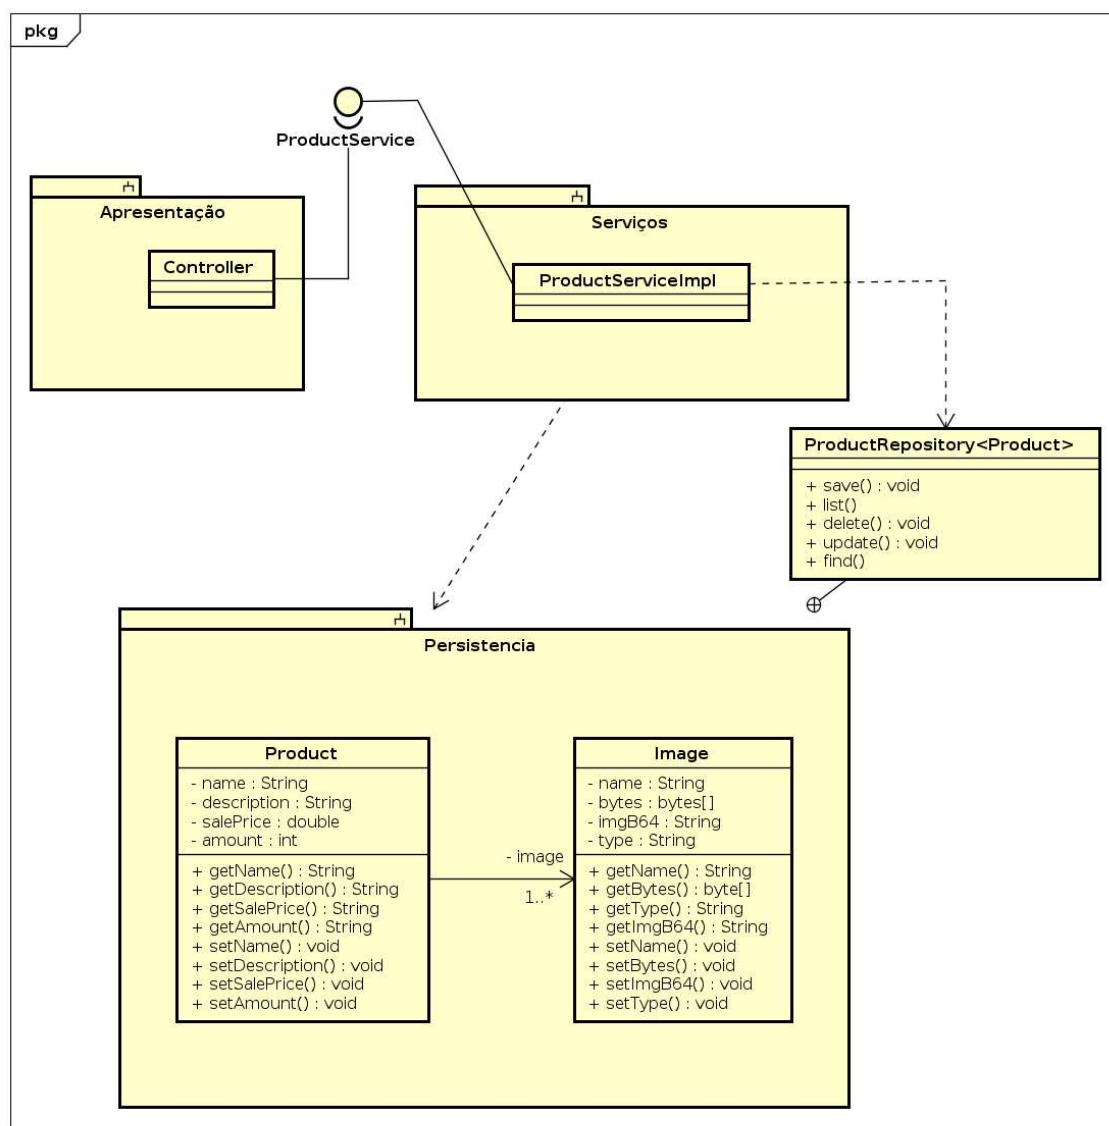 pkg
ProductService
Apresentação
Controller
Serviços
ProductServiceImpl
ProductRepository<Product>
+ save() : void
+ list()
+ delete() : void
+ update() : void
+ find()
Persistencia
Product
- name : String
- description : String
- salePrice : double
- amount : int
+ getName() : String
+ getDescription() : String
+ getSalePrice() : String
+ getAmount() : String
+ setName() : void
+ setDescription() : void
+ setSalePrice() : void
+ setAmount() : void
- image
1..*
Image
- name : String
- bytes : bytes[]
- imgB64 : String
- type : String
+ getName() : String
+ getBytes() : byte[]
+ getType() : String
+ getImgB64() : String
+ setName() : void
+ setBytes() : void
+ setImgB64() : void
+ setType() : void